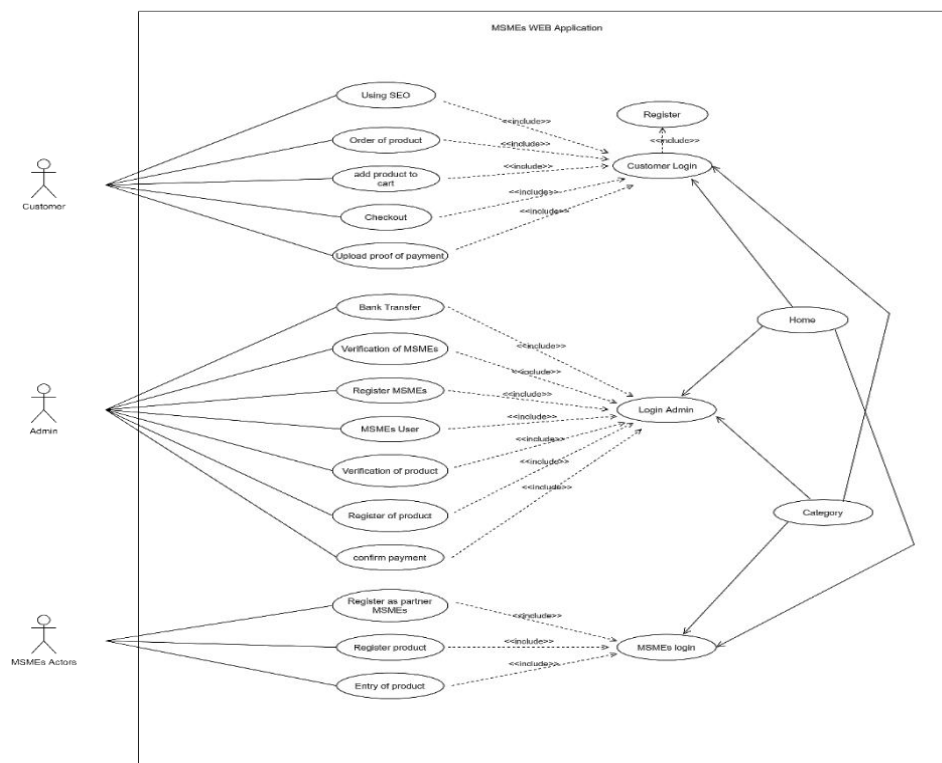 MSMEs WEB Application
Using SEO
<<include>>
Register
Order of product
<<include>>
<<include>>
Customer Login
add product to
cart
<<include>>
Customer
Checkout
<<include>>
Upload proof of payment
<<include>>
Bank Transfer
Home
Verification of MSMEs
<<include>>
<<include>>
Register MSMEs
<<include>>
Login Admin
Admin
MSMEs User
<<include>>
Verification of product
<<include>>
<<include>>
Register of product
<<include>>
Category
confirm payment
Register as partner
MSMEs
<<include>>
Register product
<<include>>
MSMEs login
MSMEs Actors
<<include>>
Entry of product